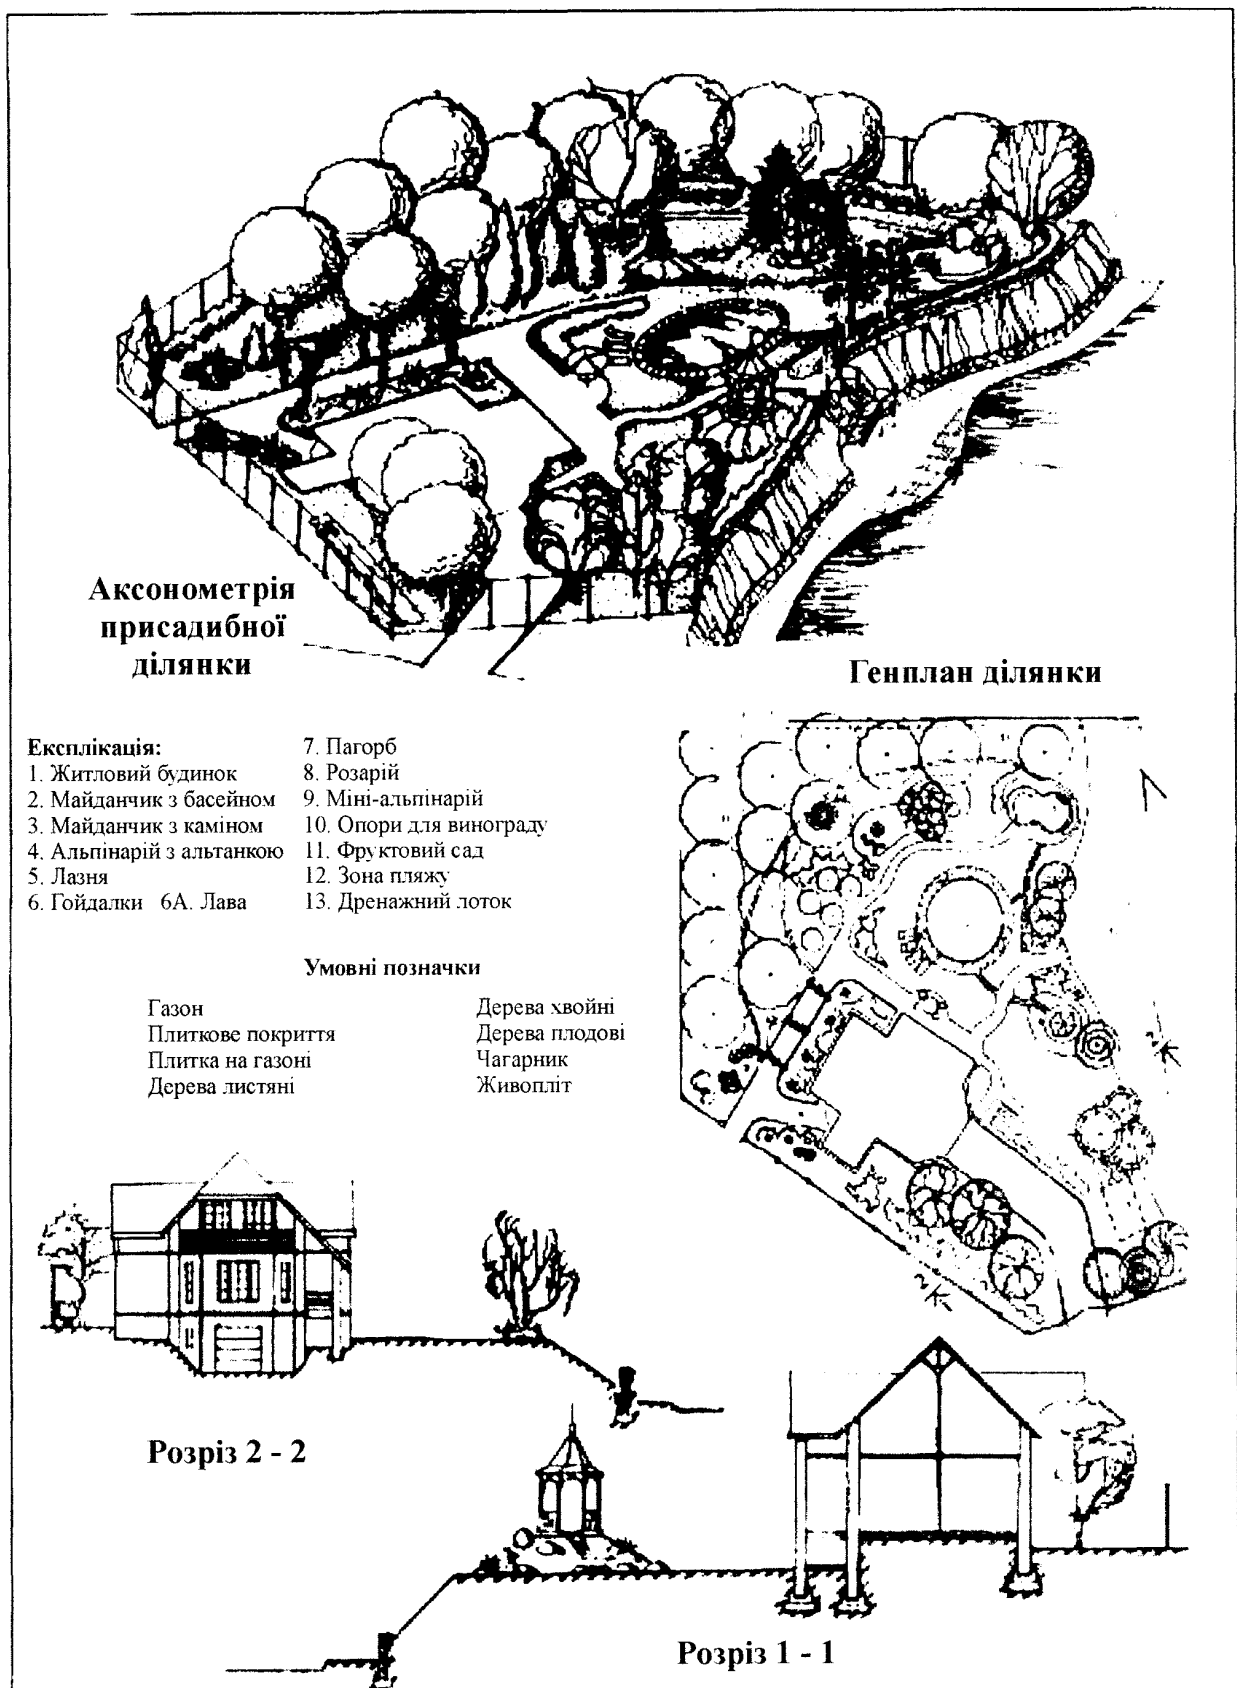 Аксонометрія
присадибної
ділянки
Генплан ділянки
Експлікація:
1. Житловий будинок
2. Майданчик з басейном
3. Майданчик з каміном
4. Альпінарій з альтанкою
5. Лазня
6. Гойдалки 6А. Лава
7. Пагорб
8. Розарій
9. Міні-альпінарій
10. Опори для винограду
11. Фруктовий сад
12. Зона пляжу
13. Дренажний лоток
Умовні позначки
Газон
Плиткове покриття
Плитка на газоні
Дерева листяні
Дерева хвойні
Дерева плодові
Чагарник
Живопліт
Розріз 2 - 2
Розріз 1 - 1